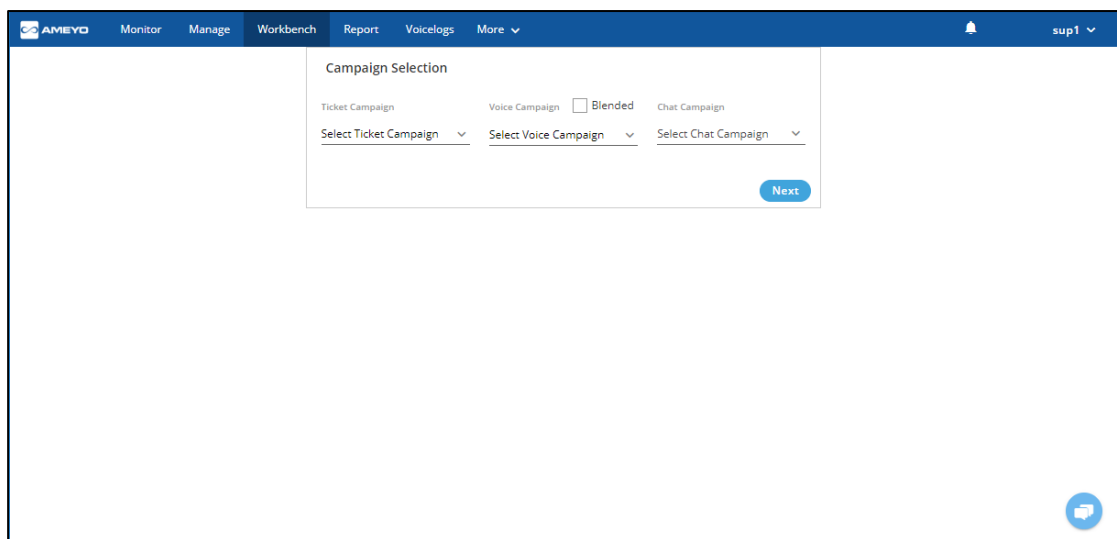 AMEYO Monitor Manage Workbench Report Voicelogs More sup1
Campaign Selection
Ticket Campaign Voice Campaign Blended Chat Campaign
Select Ticket Campaign Select Voice Campaign Select Chat Campaign
Next